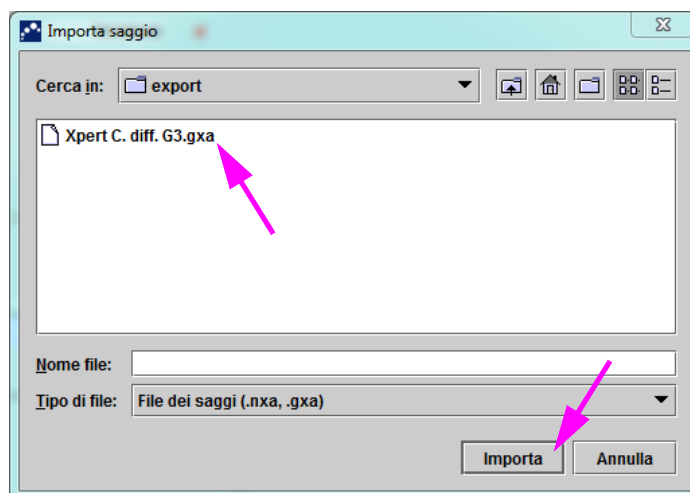 Importa saggio
Cerca in: export
Xpert C. diff. G3.gxa
Nome file:
Tipo di file: File dei saggi (.nxa, .gxa)
Importa Annulla